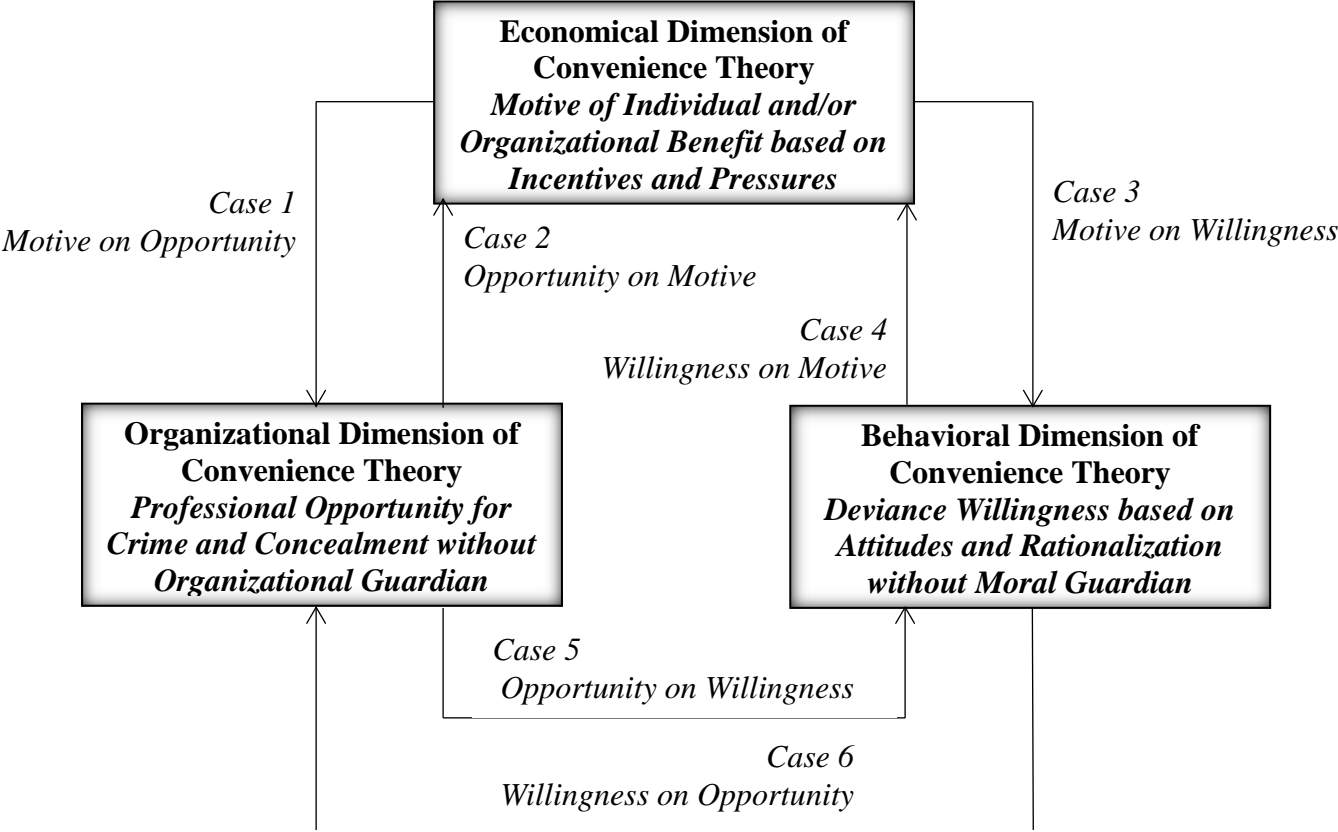 Economical Dimension of
Convenience Theory
Motive of Individual and/or
Organizational Benefit based on
Incentives and Pressures
Case 1
Motive on Opportunity
Case 2
Opportunity on Motive
Case 3
Motive on Willingness
Case 4
Willingness on Motive
Organizational Dimension of
Convenience Theory
Professional Opportunity for
Crime and Concealment without
Organizational Guardian
Behavioral Dimension of
Convenience Theory
Deviance Willingness based on
Attitudes and Rationalization
without Moral Guardian
Case 5
Opportunity on Willingness
Case 6
Willingness on Opportunity